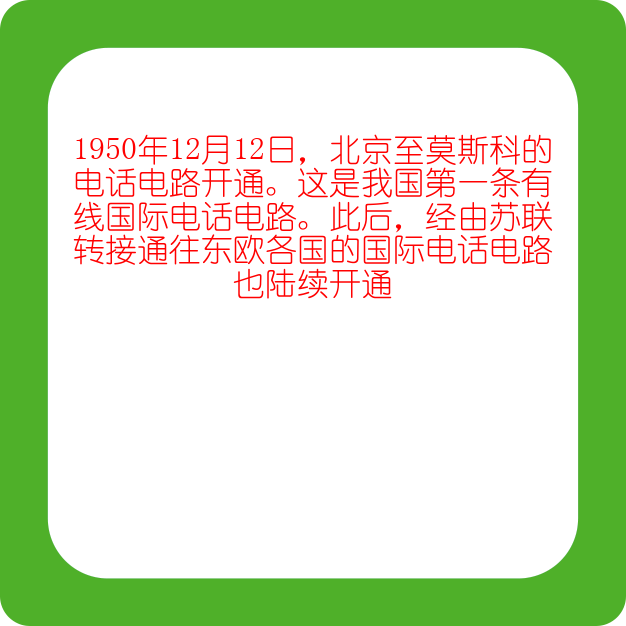 1950年12月12日，北京至莫斯科的
电话电路开通。这是我国第一条有
线国际电话电路。此后，经由苏联
转接通往东欧各国的国际电话电路
也陆续开通